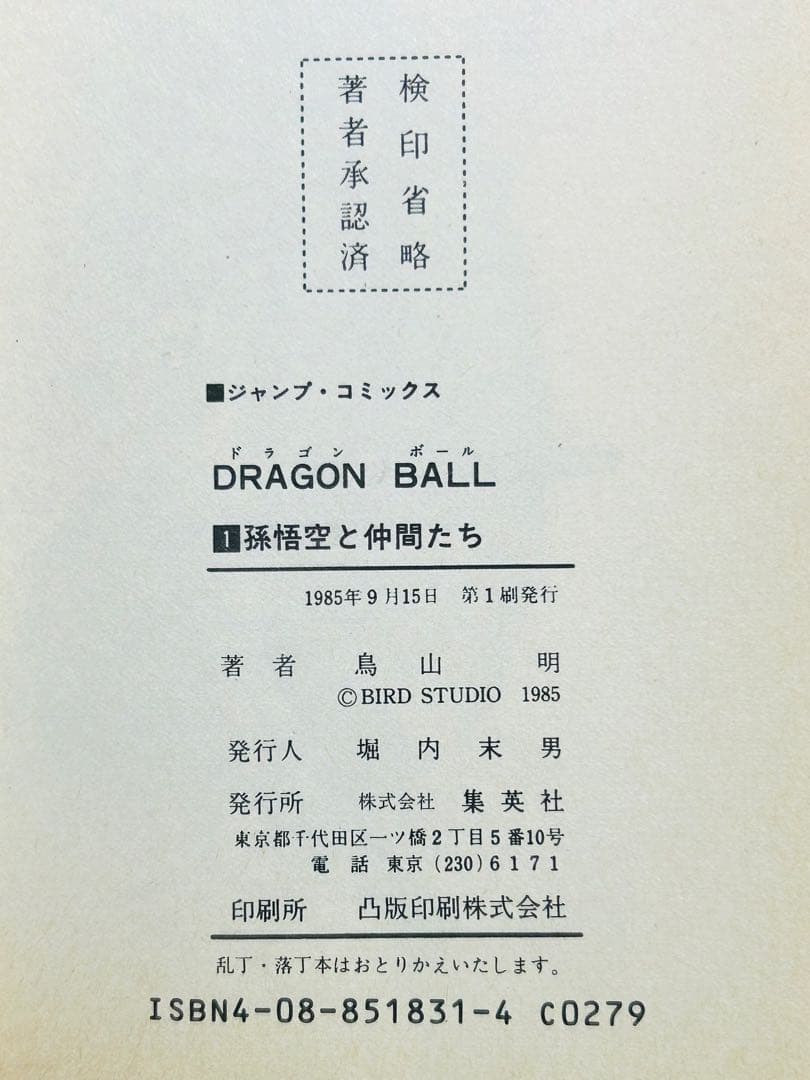 検印省略
著者承認済
■ジャンプ・コミックス
ドラゴン ボール
DRAGON BALL
1孫悟空と仲間たち
1985年9月15日 第1刷発行
著者 鳥山 明
©BIRD STUDIO 1985
発行人 堀内末男
発行所 株式会社 集英社
東京都千代田区一ツ橋2丁目5番10号
電話 東京(230)6171
印刷所 凸版印刷株式会社
乱丁・落丁本はおとりかえいたします。
ISBN4-08-851831-4 C0279